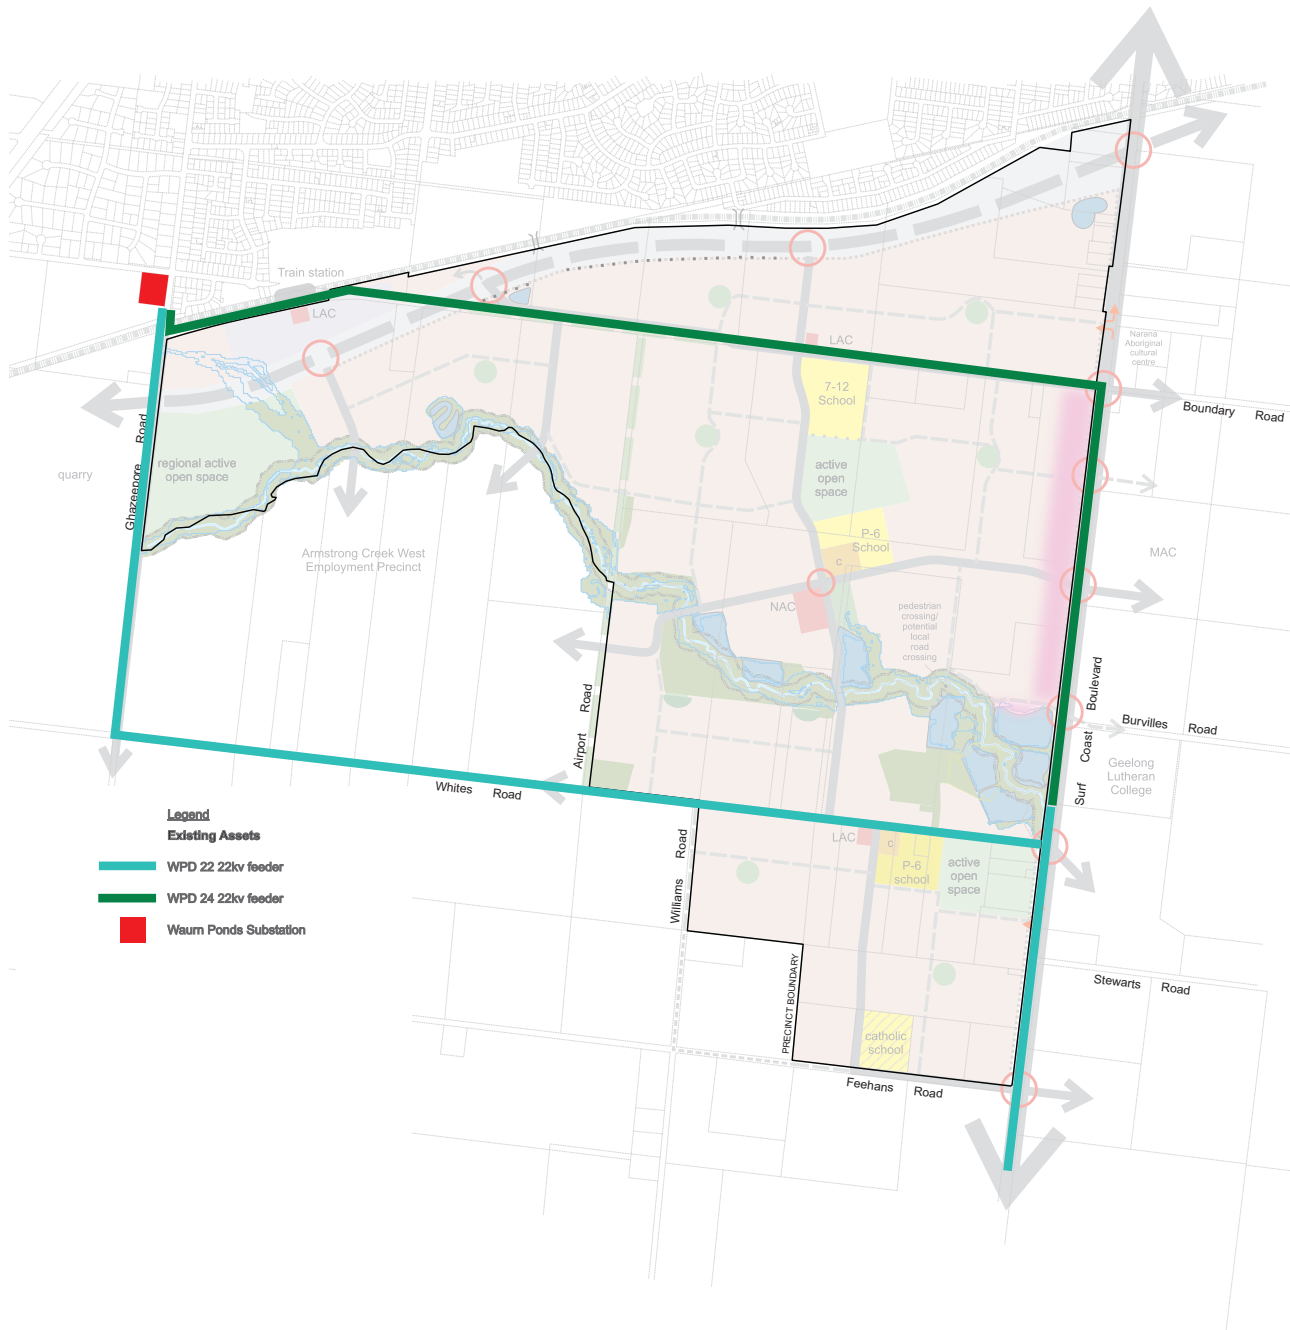 Train station
LAC
Narana
Aboriginal
cultural
centre
LAC
7-12
School
Boundary Road
Ghazeepore Road
quarry
regional active
open space
active
open
space
P-6
School
c
Armstrong Creek West
Employment Precinct
MAC
NAC
pedestrian
crossing/
potential
local
road
crossing
Airport Road
Surf Coast Boulevard
Burvilles Road
Geelong
Lutheran
College
Whites Road
Legend
Existing Assets
WPD 22 22kv feeder
WPD 24 22kv feeder
Waurn Ponds Substation
Williams Road
LAC
c
P-6
school
active
open
space
PRECINCT BOUNDARY
Stewarts Road
catholic
school
Feehans Road